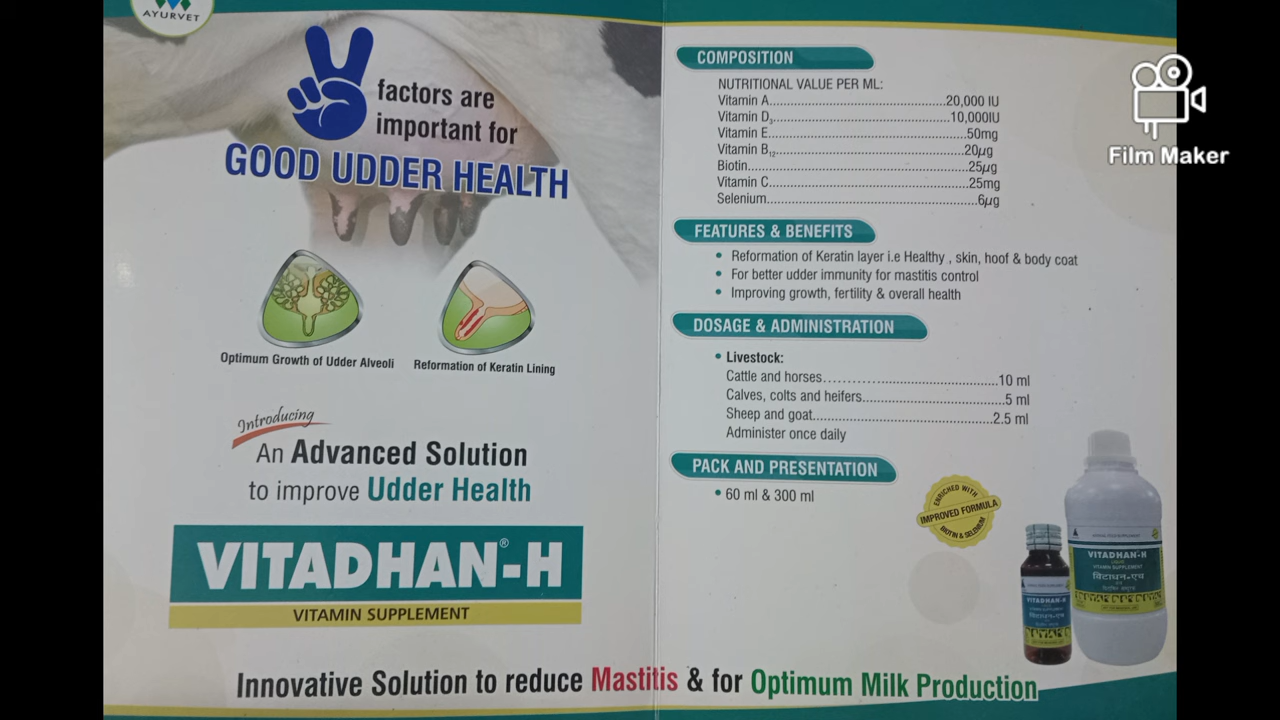 AYURVET
factors are
important for
GOOD UDDER HEALTH
Optimum Growth of Udder Alveoli
Reformation of Keratin Lining
Introducing
An Advanced Solution
to improve Udder Health
VITADHAN®-H
VITAMIN SUPPLEMENT
COMPOSITION
NUTRITIONAL VALUE PER ML:
Vitamin A..............................................20,000 IU
Vitamin D3..............................................10,000IU
Vitamin E..................................................50mg
Vitamin B12................................................20µg
Biotin.........................................................25µg
Vitamin C..................................................25mg
Selenium.....................................................6µg
FEATURES & BENEFITS
• Reformation of Keratin layer i.e Healthy , skin, hoof & body coat
• For better udder immunity for mastitis control
• Improving growth, fertility & overall health
DOSAGE & ADMINISTRATION
• Livestock:
Cattle and horses..............................................10 ml
Calves, colts and heifers.....................................5 ml
Sheep and goat...............................................2.5 ml
Administer once daily
PACK AND PRESENTATION
• 60 ml & 300 ml
ENRICHED WITH
IMPROVED FORMULA
BIOTIN & SELENIUM
VITADHAN-H
VITAMIN SUPPLEMENT
विटाधन-एच
VITADHAN-H
विटाधन-एच
Innovative Solution to reduce Mastitis & for Optimum Milk Production
Film Maker